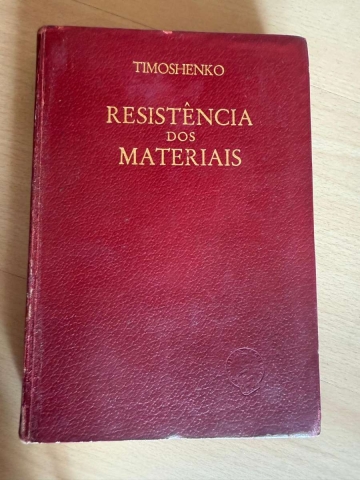 TIMOSHENKO
RESISTÊNCIA
DOS
MATERIAIS